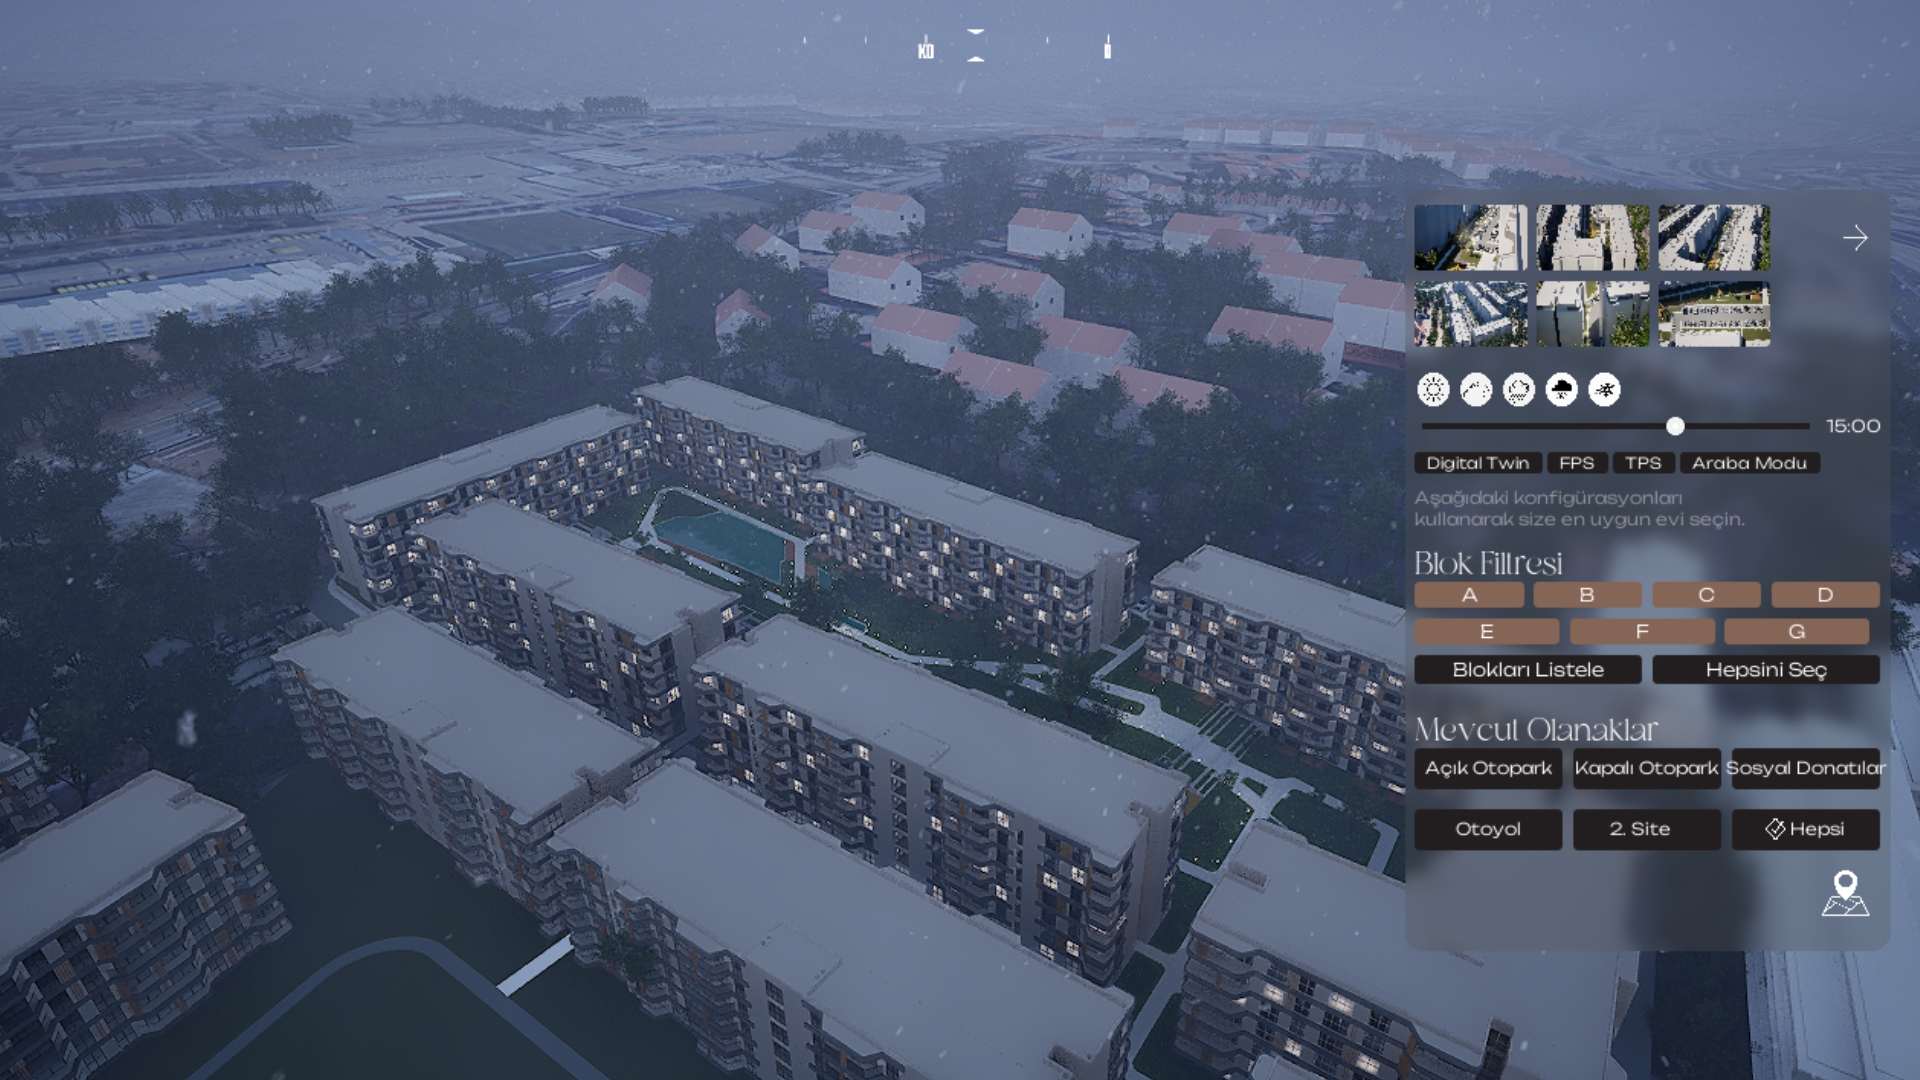 KD
D
15:00
Digital Twin FPS TPS Araba Modu
Aşağıdaki konfigürasyonları
kullanarak size en uygun evi seçin.
Blok Filtresi
A B C D
E F G
Blokları Listele Hepsini Seç
Mevcut Olanaklar
Açık Otopark Kapalı Otopark Sosyal Donatılar
Otoyol 2. Site Hepsi